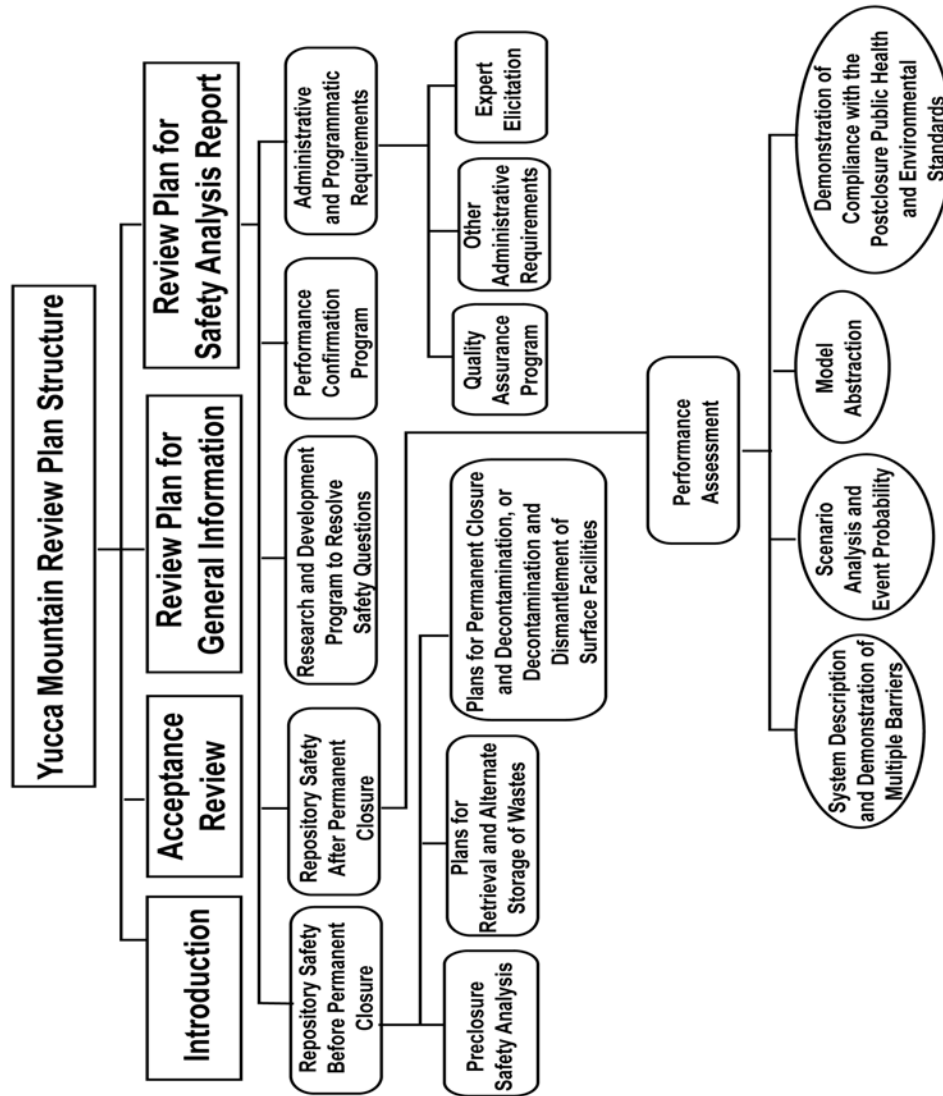 Yucca Mountain Review Plan Structure
Introduction
Acceptance
Review
Review Plan for
General Information
Review Plan for
Safety Analysis Report
Repository Safety
Before Permanent
Closure
Repository Safety
After Permanent
Closure
Research and Development
Program to Resolve
Safety Questions
Performance
Confirmation
Program
Administrative
and Programmatic
Requirements
Preclosure
Safety Analysis
Plans for
Retrieval and Alternate
Storage of Wastes
Plans for Permanent Closure
and Decontamination, or
Decontamination and
Dismantlement of
Surface Facilities
Quality
Assurance
Program
Other
Administrative
Requirements
Expert
Elicitation
Performance
Assessment
System Description
and Demonstration of
Multiple Barriers
Scenario
Analysis and
Event Probability
Model
Abstraction
Demonstration of
Compliance with the
Postclosure Public Health
and Environmental
Standards